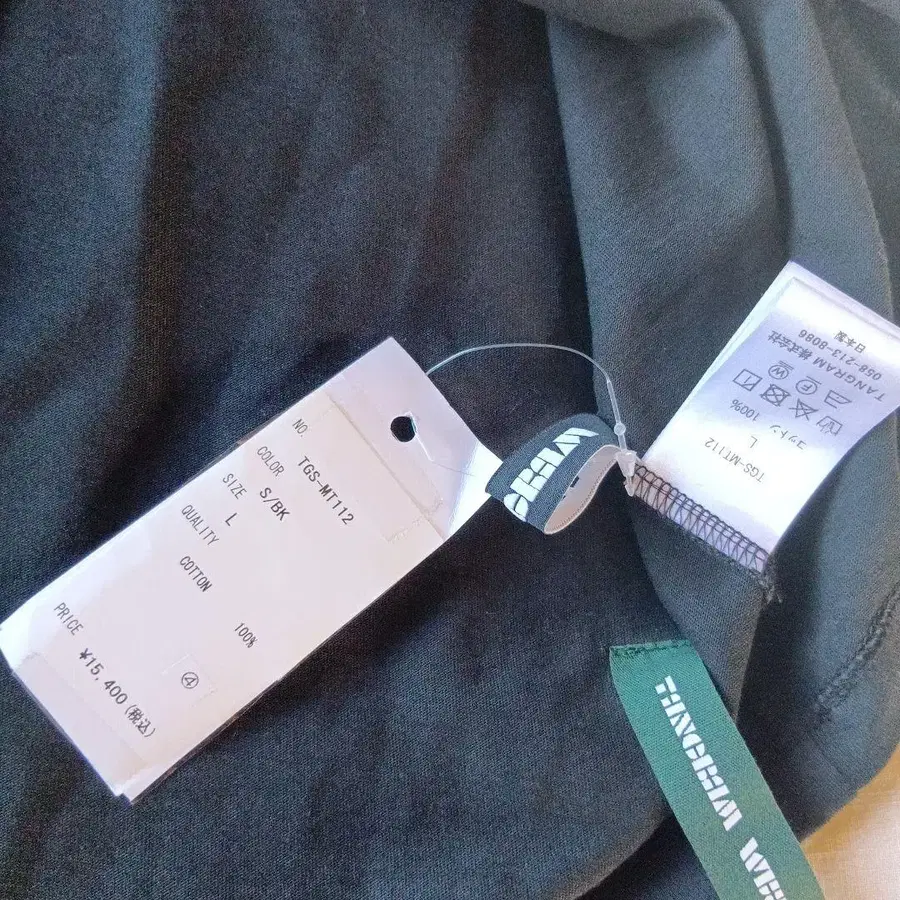 NO.
TGS-MT112
COLOR
S/BK
SIZE
L
QUALITY
COTTON
100%
④
PRICE
¥15,400(税込)
TGS-MT112
L
コットン 100%
TANGRAM 株式会社
058-213-8086
日本製